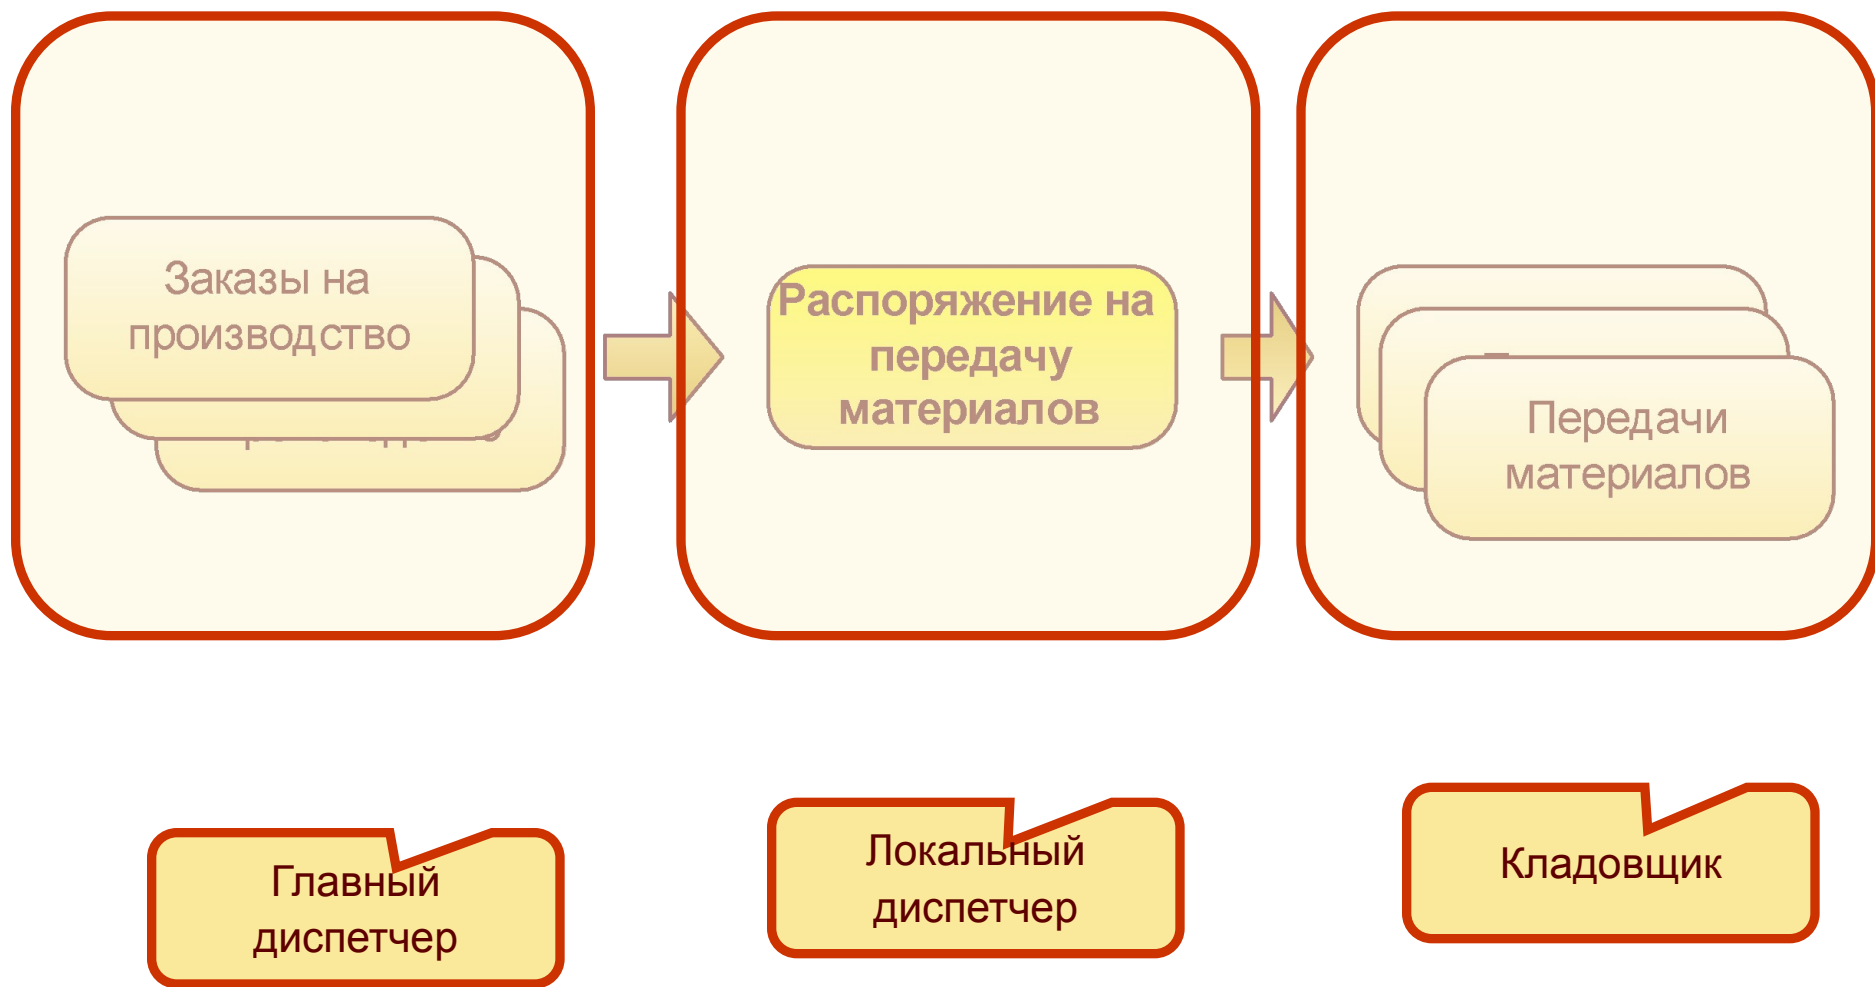 Заказы на
производство
Распоряжение на
передачу
материалов
Передачи
материалов
Главный
диспетчер
Локальный
диспетчер
Кладовщик